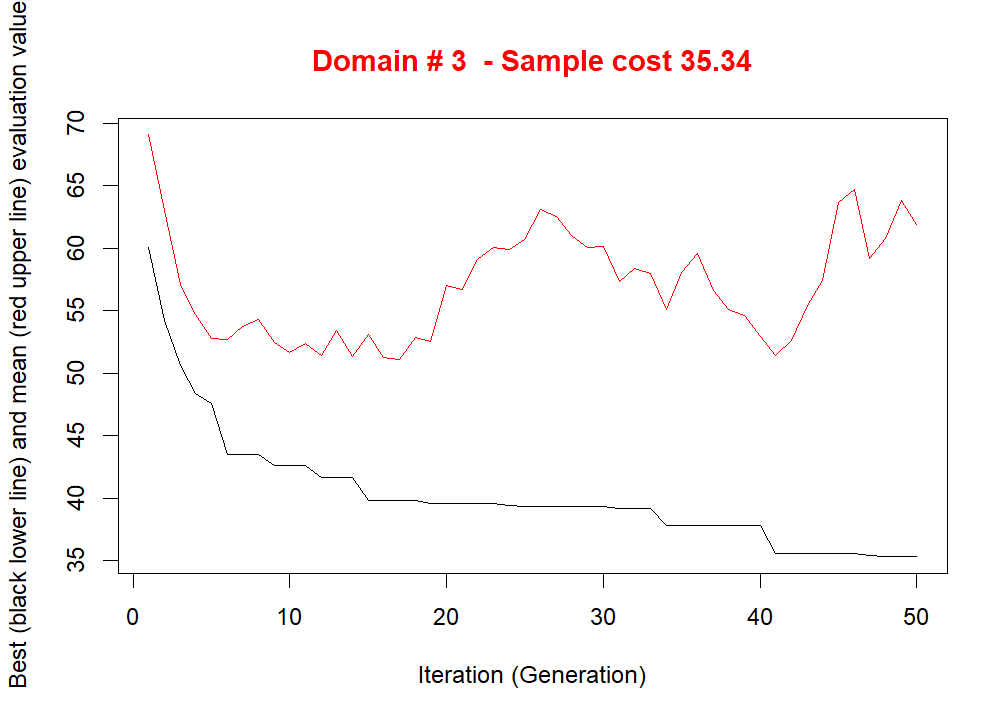 Domain # 3  - Sample cost 35.34
Best (black lower line) and mean (red upper line) evaluation value
70
65
60
55
50
45
40
35
0 10 20 30 40 50
Iteration (Generation)